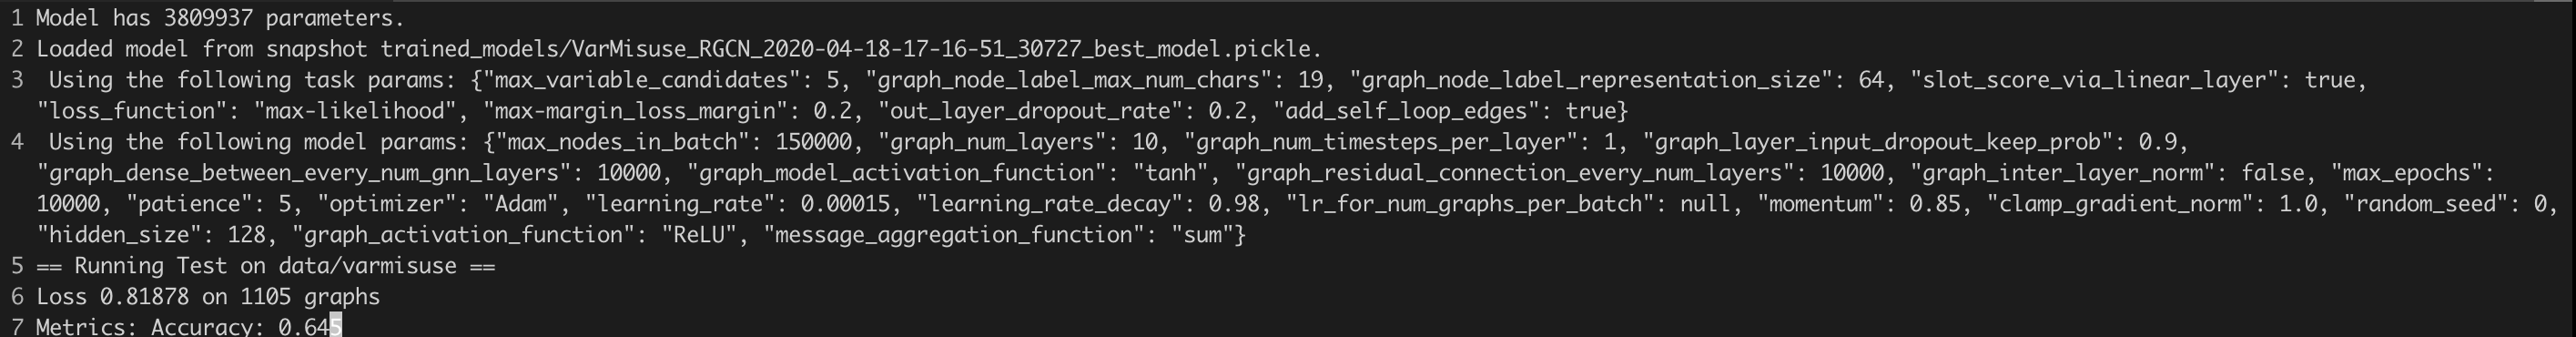 1 Model has 3809937 parameters.
2 Loaded model from snapshot trained_models/VarMisuse_RGCN_2020-04-18-17-16-51_30727_best_model.pickle.
3  Using the following task params: {"max_variable_candidates": 5, "graph_node_label_max_num_chars": 19, "graph_node_label_representation_size": 64, "slot_score_via_linear_layer": true,
"loss_function": "max-likelihood", "max-margin_loss_margin": 0.2, "out_layer_dropout_rate": 0.2, "add_self_loop_edges": true}
4  Using the following model params: {"max_nodes_in_batch": 150000, "graph_num_layers": 10, "graph_num_timesteps_per_layer": 1, "graph_layer_input_dropout_keep_prob": 0.9,
"graph_dense_between_every_num_gnn_layers": 10000, "graph_model_activation_function": "tanh", "graph_residual_connection_every_num_layers": 10000, "graph_inter_layer_norm": false, "max_epochs":
10000, "patience": 5, "optimizer": "Adam", "learning_rate": 0.00015, "learning_rate_decay": 0.98, "lr_for_num_graphs_per_batch": null, "momentum": 0.85, "clamp_gradient_norm": 1.0, "random_seed": 0,
"hidden_size": 128, "graph_activation_function": "ReLU", "message_aggregation_function": "sum"}
5 == Running Test on data/varmisuse ==
6 Loss 0.81878 on 1105 graphs
7 Metrics: Accuracy: 0.645